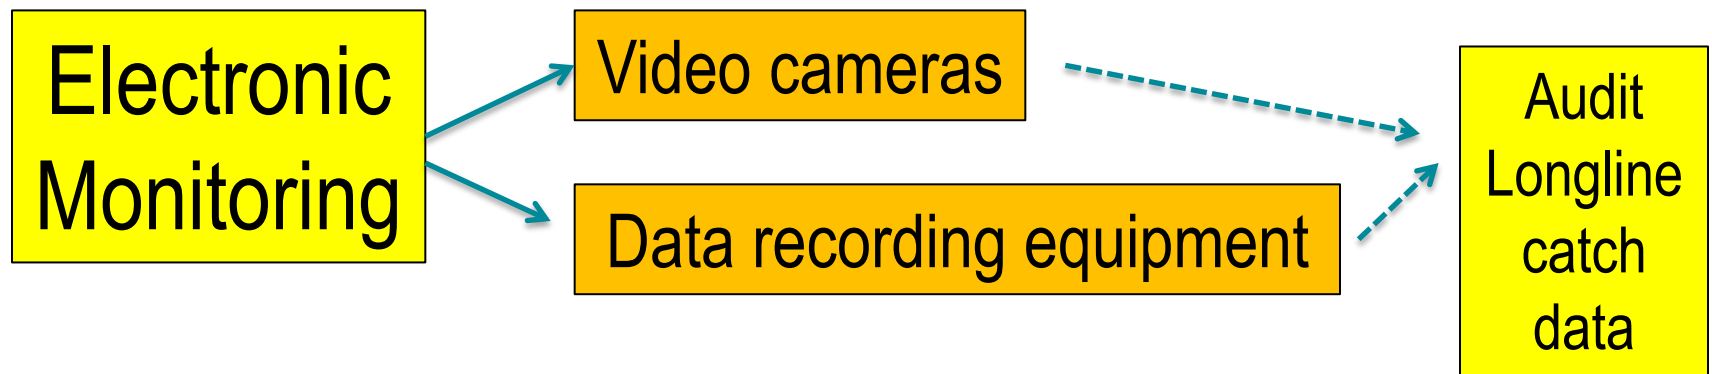 Electronic
Monitoring
Video cameras
Data recording equipment
Audit
Longline
catch
data